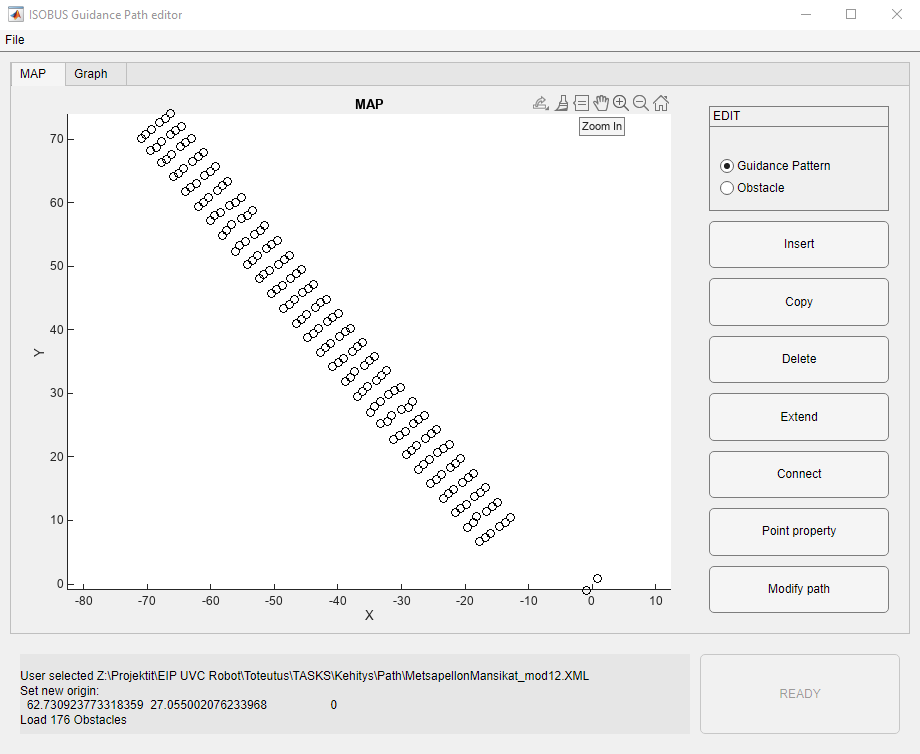 ISOBUS Guidance Path editor
File
MAP Graph
MAP
Zoom In
70
60
50
40
30
20
10
0
Y
-80 -70 -60 -50 -40 -30 -20 -10 0 10
X
EDIT
Guidance Pattern
Obstacle
Insert
Copy
Delete
Extend
Connect
Point property
Modify path
User selected Z:\Projektit\EIP UVC Robot\Toteutus\TASKS\Kehitys\Path\MetsapellonMansikat_mod12.XML
Set new origin:
62.730923773318359 27.055002076233968 0
Load 176 Obstacles
READY